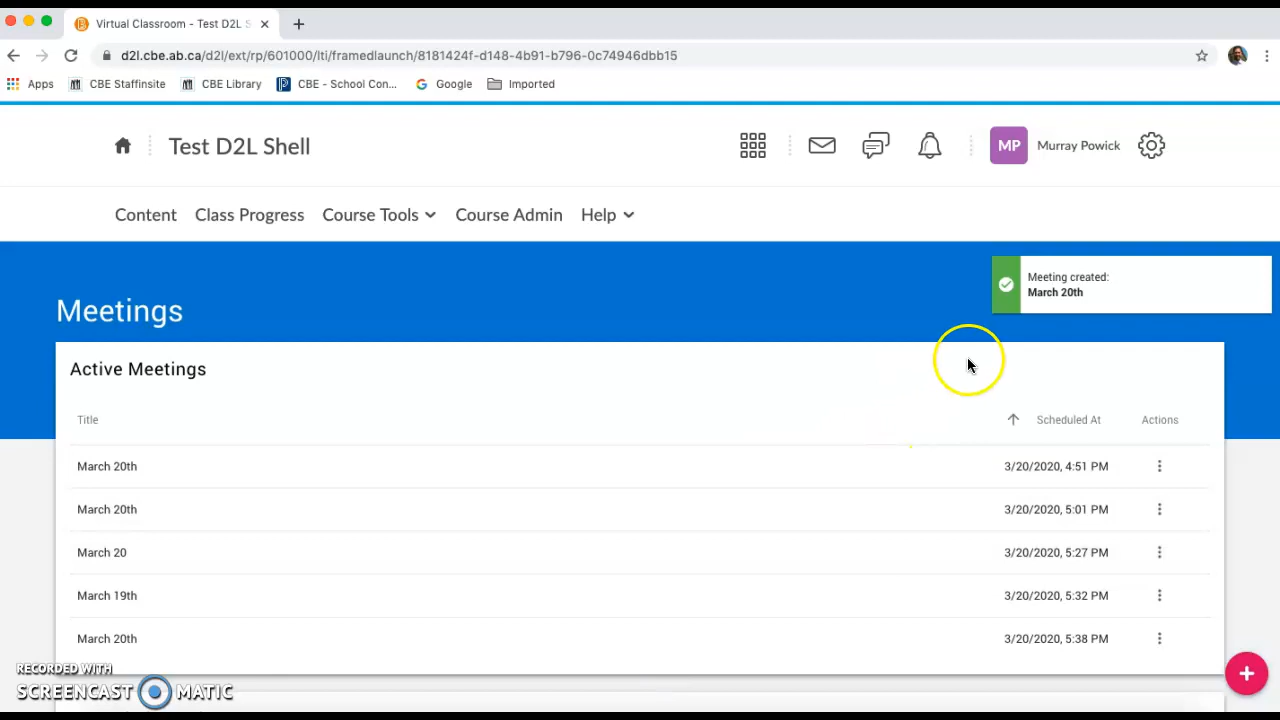 Virtual Classroom - Test D2L S
d2l.cbe.ab.ca/d2l/ext/rp/601000/lti/framedlaunch/8181424f-d148-4b91-b796-0c74946dbb15
Apps CBE Staffinsite CBE Library CBE - School Con... Google Imported
Test D2L Shell MP Murray Powick
Content Class Progress Course Tools Course Admin Help
Meeting created:
March 20th
Meetings
Active Meetings
Title Scheduled At Actions
March 20th 3/20/2020, 4:51 PM
March 20th 3/20/2020, 5:01 PM
March 20 3/20/2020, 5:27 PM
March 19th 3/20/2020, 5:32 PM
March 20th 3/20/2020, 5:38 PM
RECORDED WITH
SCREENCAST MATIC